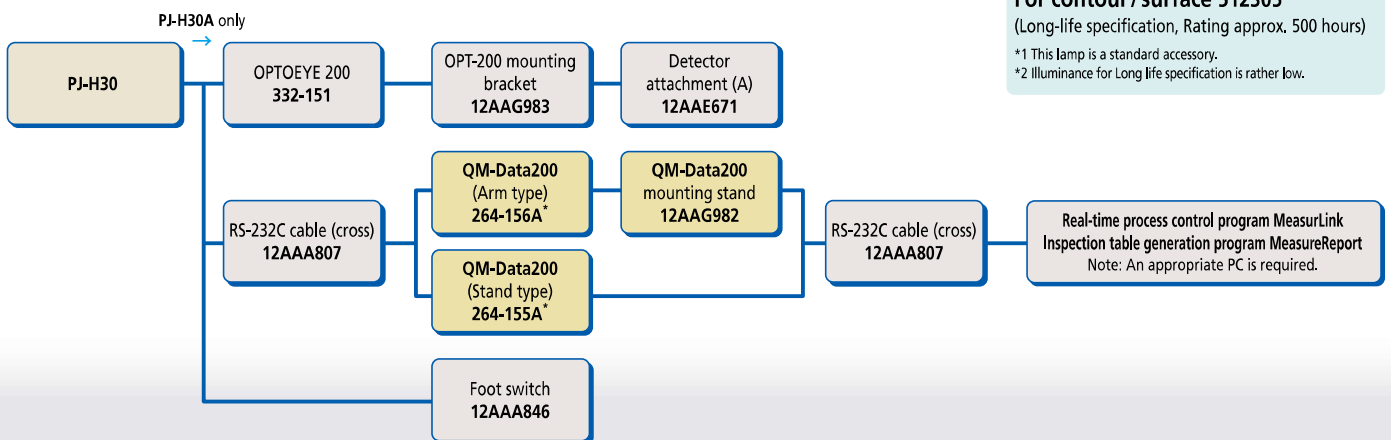 For contour/surface 512305
(Long-life specification, Rating approx. 500 hours)
*1 This lamp is a standard accessory.
*2 Illuminance for Long life specification is rather low.
PJ-H30A only
→
PJ-H30
OPTOEYE 200
332-151
OPT-200 mounting
bracket
12AAG983
Detector
attachment (A)
12AAE671
RS-232C cable (cross)
12AAA807
QM-Data200
(Arm type)
264-156A*
QM-Data200
mounting stand
12AAG982
QM-Data200
(Stand type)
264-155A*
RS-232C cable (cross)
12AAA807
Real-time process control program MeasurLink
Inspection table generation program MeasureReport
Note: An appropriate PC is required.
Foot switch
12AAA846